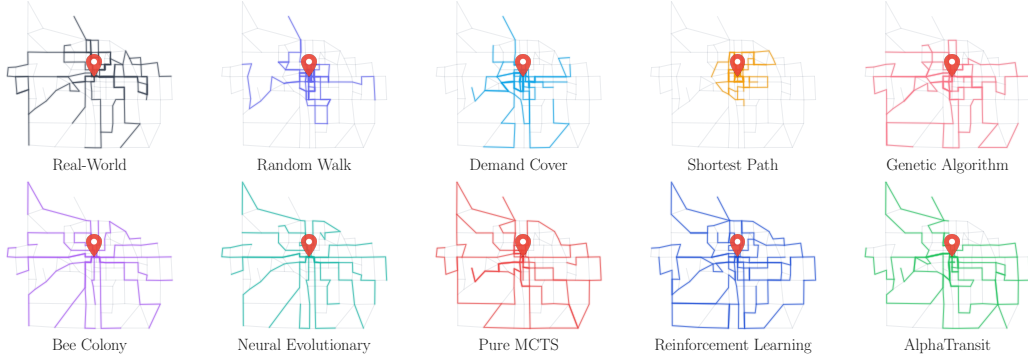 Real-World
Random Walk
Demand Cover
Shortest Path
Genetic Algorithm
Bee Colony
Neural Evolutionary
Pure MCTS
Reinforcement Learning
AlphaTransit